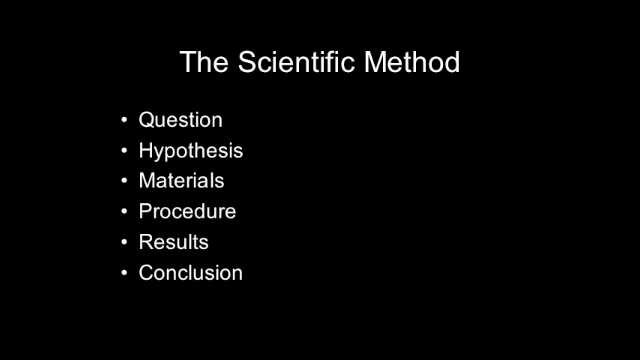 The Scientific Method
• Question
• Hypothesis
• Materials
• Procedure
• Results
• Conclusion